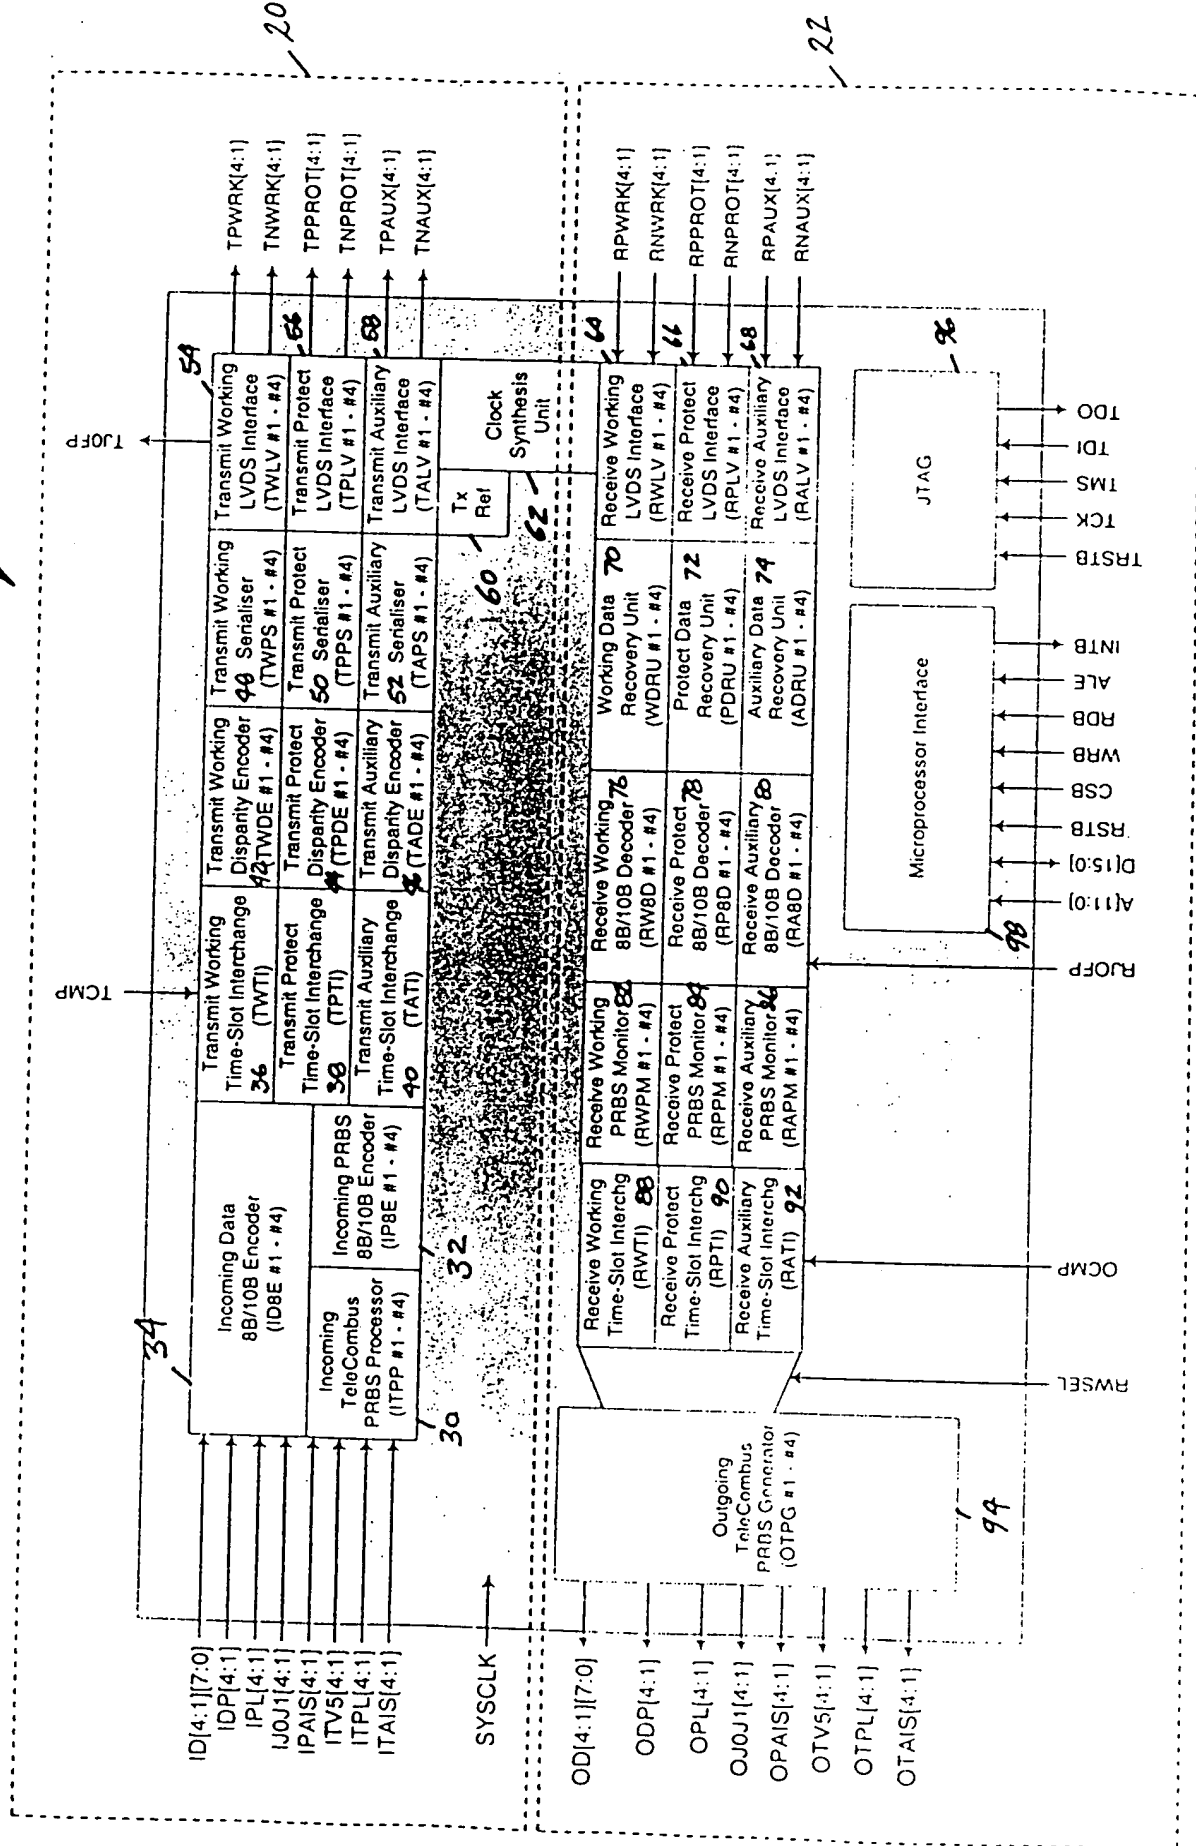 20
22
TJ0FP
TCMP
ID[4:1][7:0]
IDP[4:1]
IPL[4:1]
IJ0J1[4:1]
IPAIS[4:1]
ITV5[4:1]
ITPL[4:1]
ITAIS[4:1]
SYSCLK
34
Incoming Data
8B/10B Encoder
(ID8E #1 - #4)
Incoming
TeleCombus
PRBS Processor
(ITPP #1 - #4)
30
Incoming PRBS
8B/10B Encoder
(IP8E #1 - #4)
32
Transmit Working
Time-Slot Interchange
36 (TWTI)
Transmit Protect
Time-Slot Interchange
38 (TPTI)
Transmit Auxiliary
Time-Slot Interchange
40 (TATI)
Transmit Working
Disparity Encoder
42 (TWDE #1 - #4)
Transmit Protect
Disparity Encoder
44 (TPDE #1 - #4)
Transmit Auxiliary
Disparity Encoder
46 (TADE #1 - #4)
Transmit Working
48 Serialiser
(TWPS #1 - #4)
Transmit Protect
50 Serialiser
(TPPS #1 - #4)
Transmit Auxiliary
52 Serialiser
(TAPS #1 - #4)
54
Transmit Working
LVDS Interface
(TWLV #1 - #4)
56
Transmit Protect
LVDS Interface
(TPLV #1 - #4)
58
Transmit Auxiliary
LVDS Interface
(TALV #1 - #4)
TPWRK[4:1]
TNWRK[4:1]
TPPROT[4:1]
TNPROT[4:1]
TPAUX[4:1]
TNAUX[4:1]
Tx
Ref
60
Clock
Synthesis
Unit
62
OD[4:1][7:0]
ODP[4:1]
OPL[4:1]
OJ0J1[4:1]
OPAIS[4:1]
OTV5[4:1]
OTPL[4:1]
OTAIS[4:1]
Outgoing
TeleCombus
PRBS Generator
(OTPG #1 - #4)
94
Receive Working
Time-Slot Interchg
(RWTI) 88
Receive Protect
Time-Slot Interchg
(RPTI) 90
Receive Auxiliary
Time-Slot Interchg
(RATI) 92
Receive Working
PRBS Monitor 82
(RWPM #1 - #4)
Receive Protect
PRBS Monitor 84
(RPPM #1 - #4)
Receive Auxiliary
PRBS Monitor 86
(RAPM #1 - #4)
Receive Working
8B/10B Decoder 76
(RW8D #1 - #4)
Receive Protect
8B/10B Decoder 78
(RP8D #1 - #4)
Receive Auxiliary
8B/10B Decoder 80
(RA8D #1 - #4)
Working Data 70
Recovery Unit
(WDRU #1 - #4)
Protect Data 72
Recovery Unit
(PDRU #1 - #4)
Auxiliary Data 74
Recovery Unit
(ADRU #1 - #4)
64
Receive Working
LVDS Interface
(RWLV #1 - #4)
66
Receive Protect
LVDS Interface
(RPLV #1 - #4)
68
Receive Auxiliary
LVDS Interface
(RALV #1 - #4)
RPWRK[4:1]
RNWRK[4:1]
RPPROT[4:1]
RNPROT[4:1]
RPAUX[4:1]
RNAUX[4:1]
Microprocessor Interface
98
JTAG
96
RWSEL
OCMP
RJ0FP
A[11:0]
D[15:0]
RSTB
CSB
WRB
RDB
ALE
INTB
TRSTB
TCK
TMS
TDI
TDO